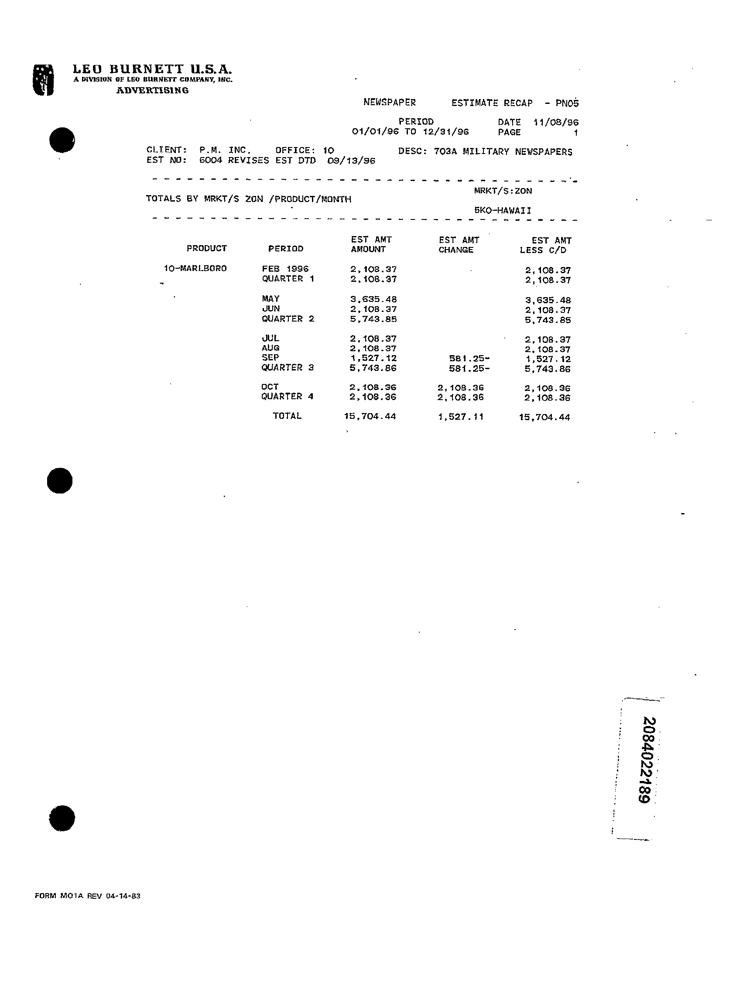 LEO BURNETT U.S.A.
A DIVISION OF LEO BURNETT COMPANY, INC.
ADVERTISING
NEWSPAPER ESTIMATE RECAP - PNO5
PERIOD DATE 11/08/96
01/01/96 TO 12/31/96 PAGE 1
CLIENT: P.M. INC. OFFICE: 10 DESC: 703A MILITARY NEWSPAPERS
EST NO: 6004 REVISES EST DTD 09/13/96
MRKT/S:ZON
TOTALS BY MRKT/S ZON /PRODUCT/MONTH
5KO-HAWAII
EST AMT EST AMT EST AMT
PRODUCT PERIOD AMOUNT CHANGE LESS C/D
10-MARLBORO FEB 1996 2,108.37 2,108.37
QUARTER 1 2,108.37 2,108.37
MAY 3,635.48 3,635.48
JUN 2,108.37 2,108.37
QUARTER 2 5,743.85 5,743.85
JUL 2,108.37 2,108.37
AUG 2,108.37 2,108.37
SEP 1,527.12 581.25- 1,527.12
QUARTER 3 5,743.86 581.25- 5,743.86
OCT 2,108.36 2,108.36 2,108.36
QUARTER 4 2,108.36 2,108.36 2,108.36
TOTAL 15,704.44 1,527.11 15,704.44
2084022189
FORM MO1A REV 04-14-83